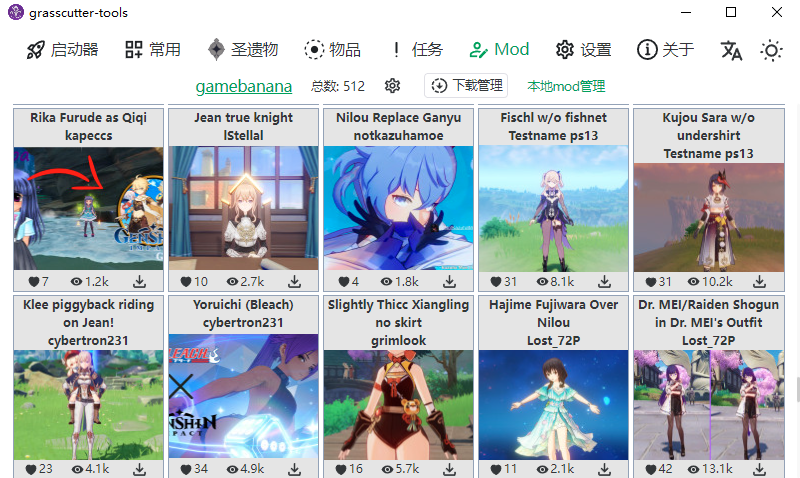 grasscutter-tools
启动器 常用 圣遗物 物品 任务 Mod 设置 关于
gamebanana 总数: 512 下载管理 本地mod管理
Rika Furude as Qiqi
kapeccs
7 1.2k
Jean true knight
lStellal
10 2.7k
Nilou Replace Ganyu
notkazuhamoe
4 1.8k
Fischl w/o fishnet
Testname ps13
31 8.1k
Kujou Sara w/o
undershirt
Testname ps13
31 10.2k
Klee piggyback riding
on Jean!
cybertron231
23 4.1k
Yoruichi (Bleach)
cybertron231
34 4.9k
Slightly Thicc Xiangling
no skirt
grimlook
16 5.7k
Hajime Fujiwara Over
Nilou
Lost_72P
11 2.1k
Dr. MEI/Raiden Shogun
in Dr. MEI's Outfit
Lost_72P
42 13.1k